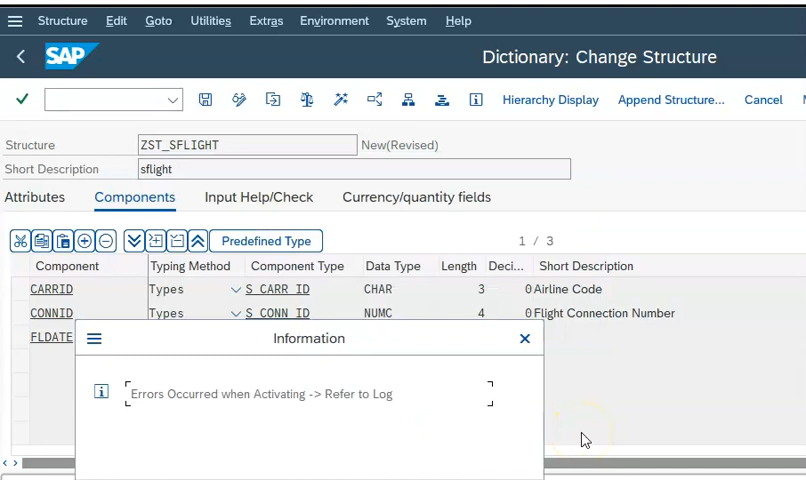 Structure Edit Goto Utilities Extras Environment System Help
SAP Dictionary: Change Structure
Hierarchy Display Append Structure... Cancel
Structure ZST_SFLIGHT New(Revised)
Short Description sflight
Attributes Components Input Help/Check Currency/quantity fields
Predefined Type 1 / 3
Component Typing Method Component Type Data Type Length Deci... Short Description
CARRID Types S_CARR_ID CHAR 3 0 Airline Code
CONNID Types S_CONN_ID NUMC 4 0 Flight Connection Number
FLDATE
Information
Errors Occurred when Activating -> Refer to Log